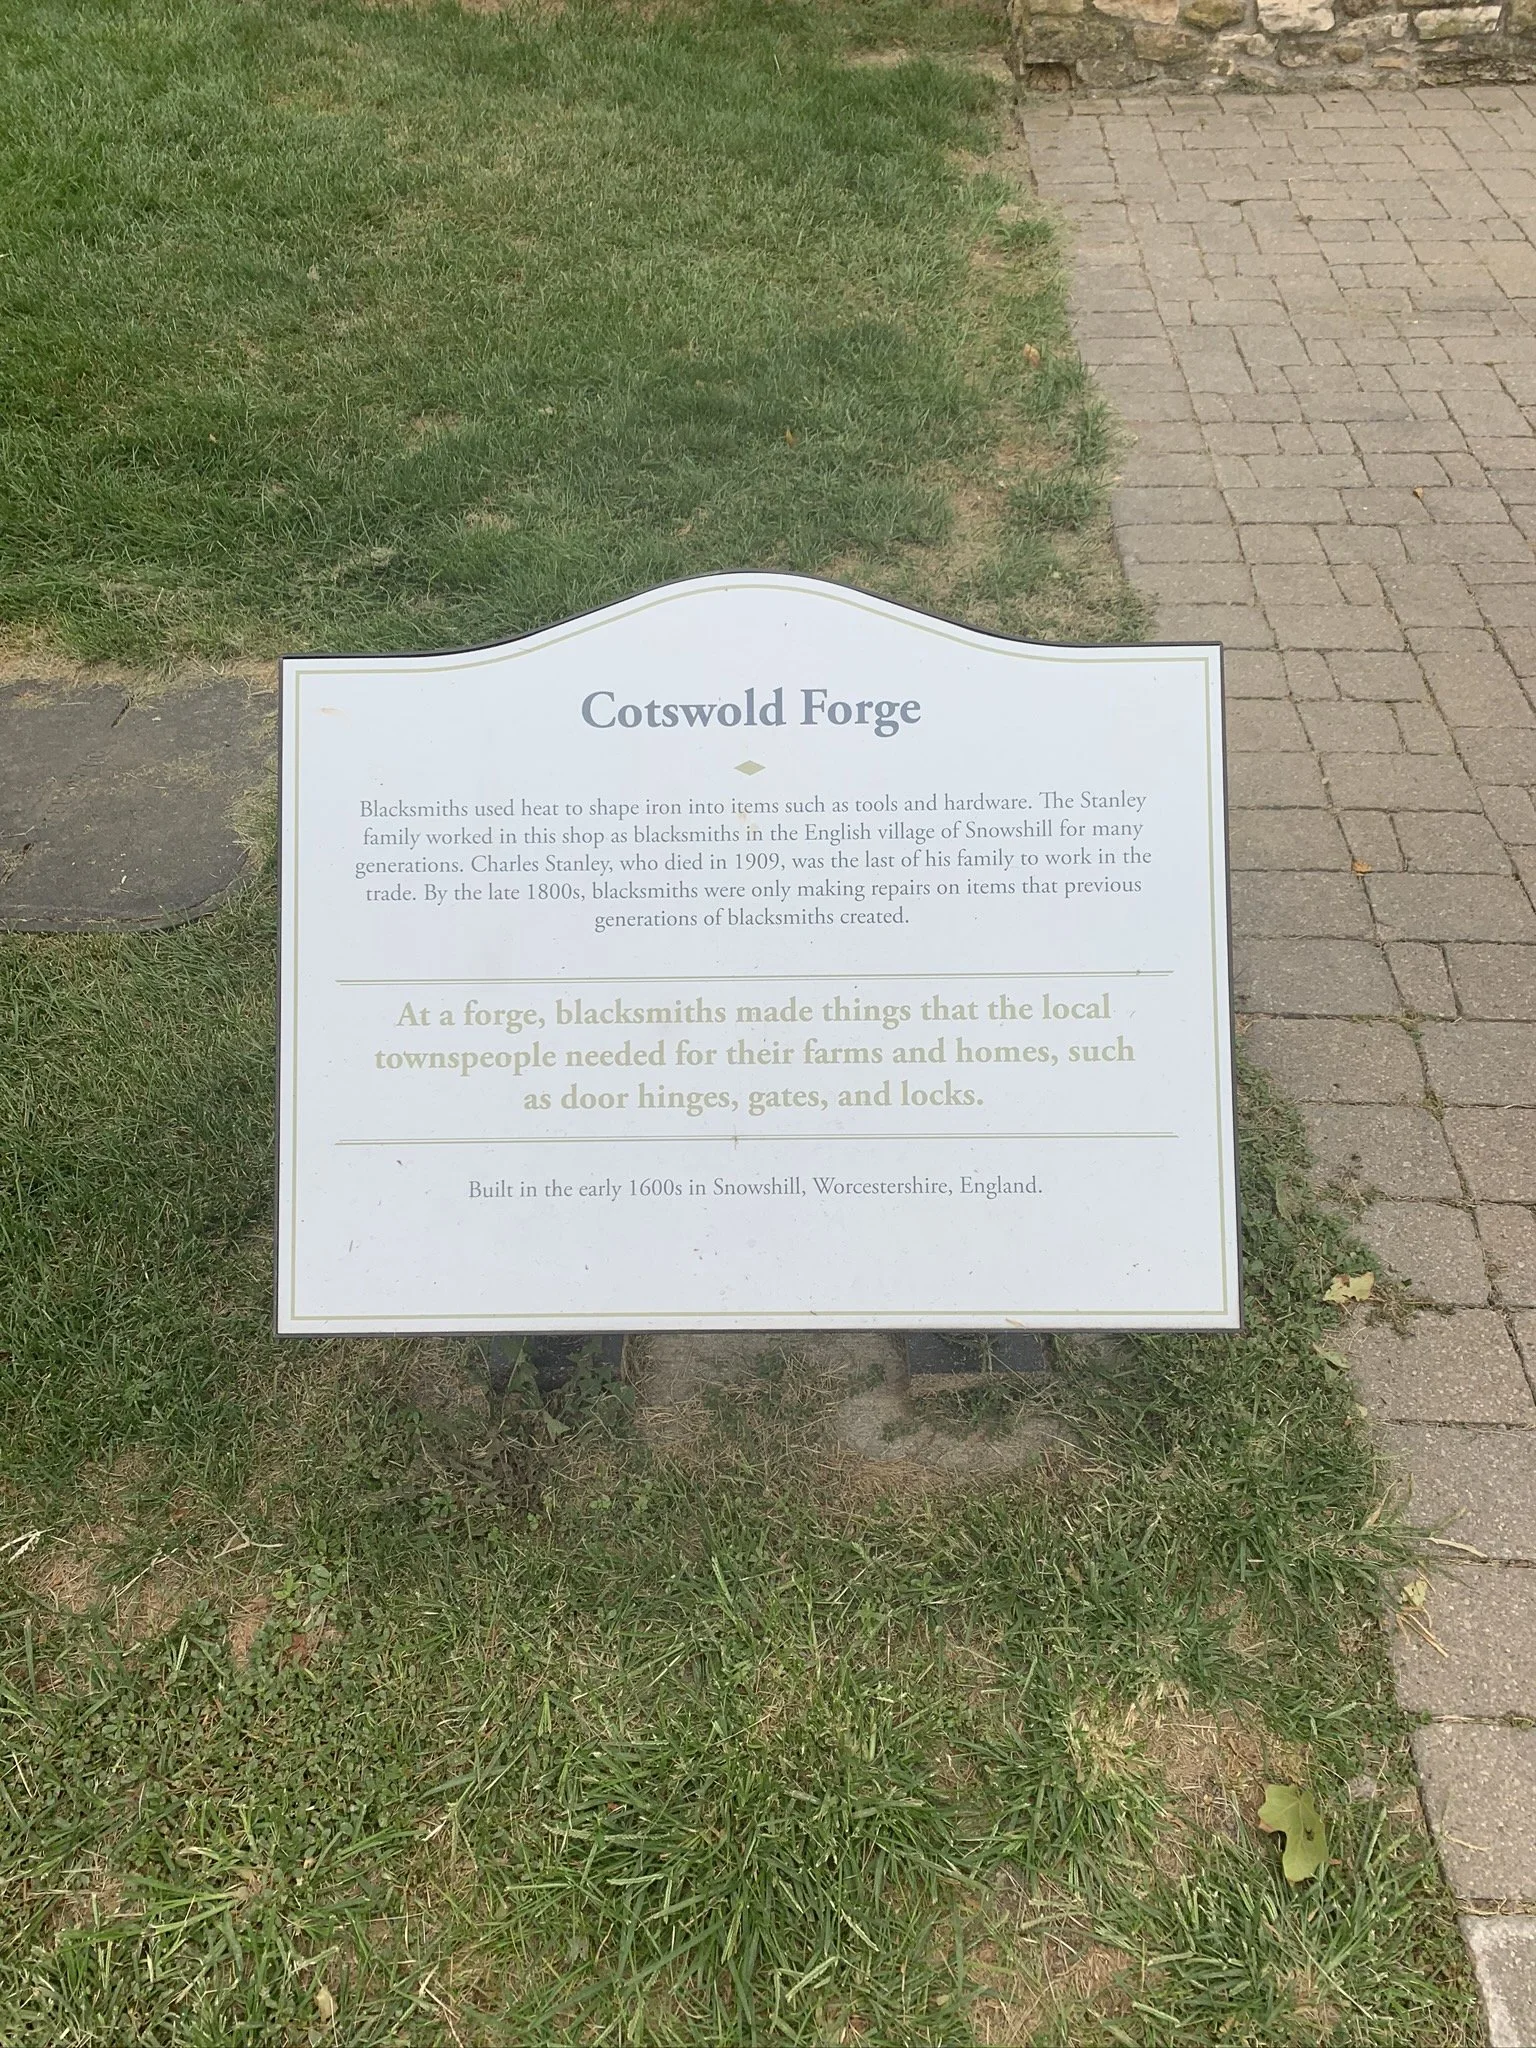 Cotswold Forge
Blacksmiths used heat to shape iron into items such as tools and hardware. The Stanley
family worked in this shop as blacksmiths in the English village of Snowshill for many
generations. Charles Stanley, who died in 1909, was the last of his family to work in the
trade. By the late 1800s, blacksmiths were only making repairs on items that previous
generations of blacksmiths created.
At a forge, blacksmiths made things that the local
townspeople needed for their farms and homes, such
as door hinges, gates, and locks.
Built in the early 1600s in Snowshill, Worcestershire, England.